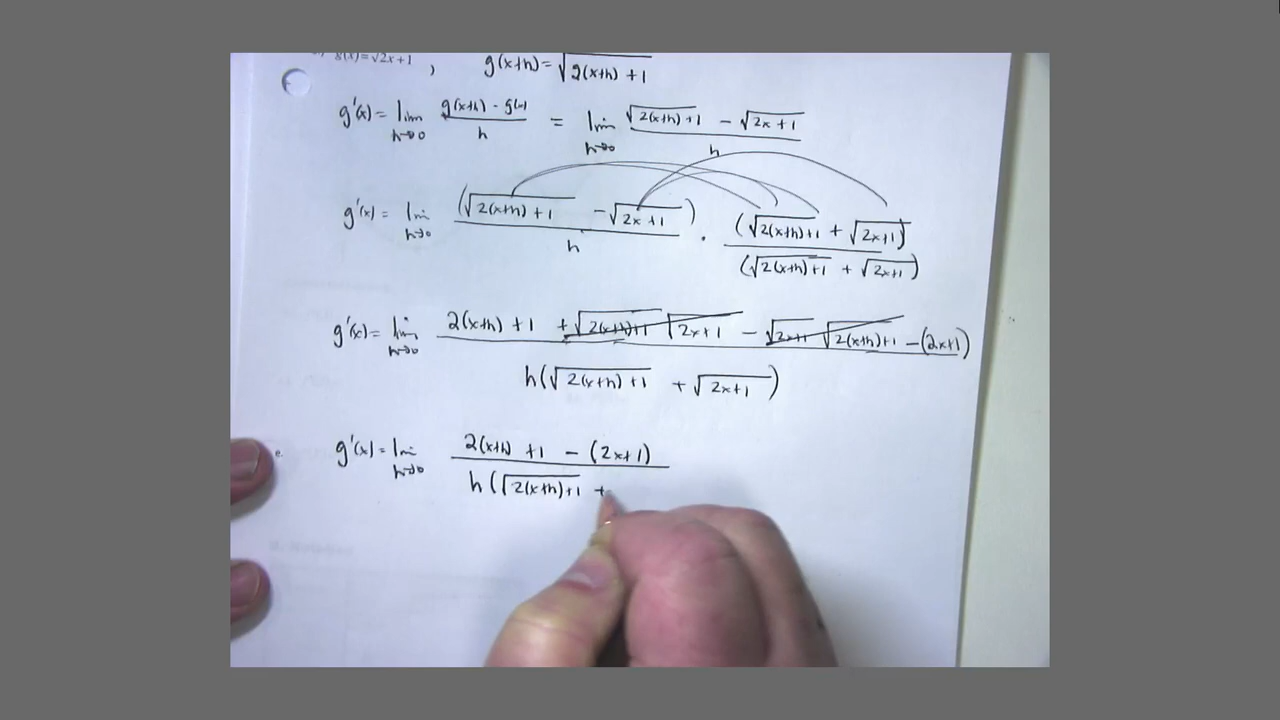 g(x)=√2x+1 , g(x+h)=√2(x+h)+1
g'(x) = lim h→0 g(x+h) - g(x) / h = lim h→0 √2(x+h)+1 - √2x+1 / h
g'(x) = lim h→0 (√2(x+h)+1 - √2x+1) / h · (√2(x+h)+1 + √2x+1) / (√2(x+h)+1 + √2x+1)
g'(x) = lim h→0 2(x+h)+1 + √2(x+h)+1 √2x+1 - √2x+1 √2(x+h)+1 - (2x+1) / h(√2(x+h)+1 + √2x+1)
e.
g'(x) = lim h→0 2(x+h) +1 - (2x+1) / h(√2(x+h)+1 +